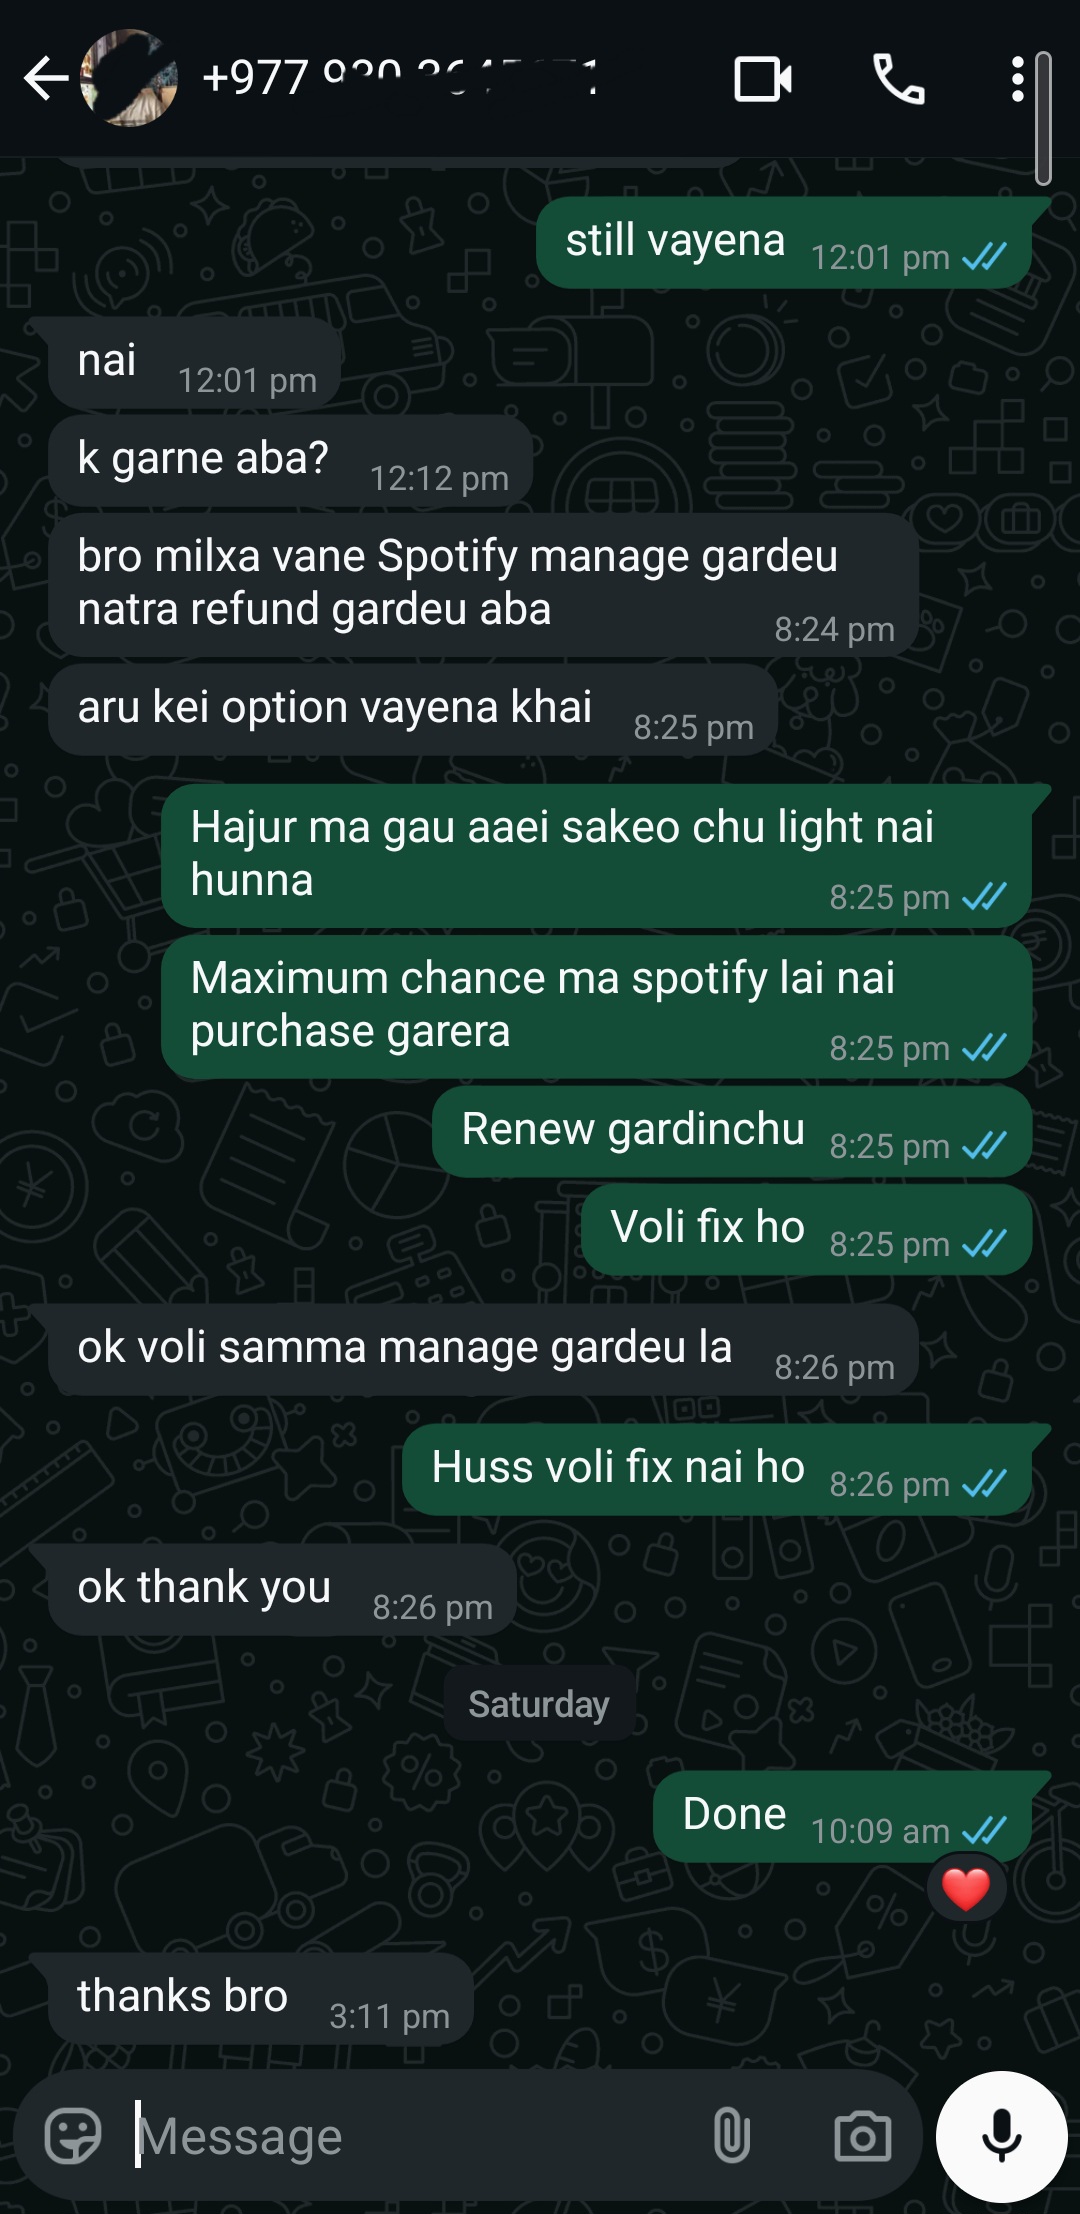 +977
still vayena 12:01 pm
nai 12:01 pm
k garne aba? 12:12 pm
bro milxa vane Spotify manage gardeu
natra refund gardeu aba 8:24 pm
aru kei option vayena khai 8:25 pm
Hajur ma gau aaei sakeo chu light nai
hunna 8:25 pm
Maximum chance ma spotify lai nai
purchase garera 8:25 pm
Renew gardinchu 8:25 pm
Voli fix ho 8:25 pm
ok voli samma manage gardeu la 8:26 pm
Huss voli fix nai ho 8:26 pm
ok thank you 8:26 pm
Saturday
Done 10:09 am
thanks bro 3:11 pm
Message